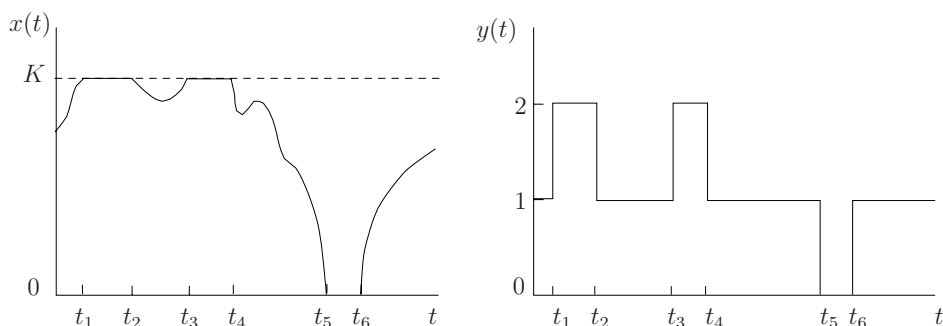 x(t)
K
0
t₁ t₂ t₃ t₄ t₅ t₆ t
y(t)
2
1
0
t₁ t₂ t₃ t₄ t₅ t₆ t